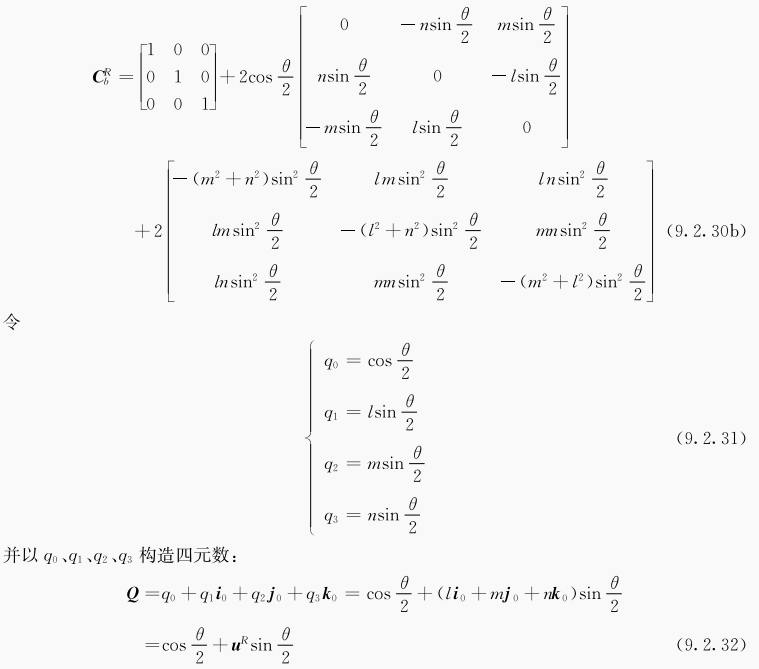 $\boldsymbol{C}_b^R = \begin{bmatrix} 1 & 0 & 0 \\ 0 & 1 & 0 \\ 0 & 0 & 1 \end{bmatrix} + 2\cos\frac{\theta}{2} \begin{bmatrix} 0 & -n\sin\frac{\theta}{2} & m\sin\frac{\theta}{2} \\ n\sin\frac{\theta}{2} & 0 & -l\sin\frac{\theta}{2} \\ -m\sin\frac{\theta}{2} & l\sin\frac{\theta}{2} & 0 \end{bmatrix}$
$+2 \begin{bmatrix} -(m^2+n^2)\sin^2\frac{\theta}{2} & lm\sin^2\frac{\theta}{2} & ln\sin^2\frac{\theta}{2} \\ lm\sin^2\frac{\theta}{2} & -(l^2+n^2)\sin^2\frac{\theta}{2} & mn\sin^2\frac{\theta}{2} \\ ln\sin^2\frac{\theta}{2} & mn\sin^2\frac{\theta}{2} & -(m^2+l^2)\sin^2\frac{\theta}{2} \end{bmatrix}$ (9.2.30b)
令
$\begin{cases} q_0 = \cos\frac{\theta}{2} \\ q_1 = l\sin\frac{\theta}{2} \\ q_2 = m\sin\frac{\theta}{2} \\ q_3 = n\sin\frac{\theta}{2} \end{cases}$ (9.2.31)
并以 $q_0$、$q_1$、$q_2$、$q_3$ 构造四元数：
$\boldsymbol{Q} = q_0 + q_1\boldsymbol{i}_0 + q_2\boldsymbol{j}_0 + q_3\boldsymbol{k}_0 = \cos\frac{\theta}{2} + (l\boldsymbol{i}_0 + m\boldsymbol{j}_0 + n\boldsymbol{k}_0)\sin\frac{\theta}{2}$
$= \cos\frac{\theta}{2} + \boldsymbol{u}^R\sin\frac{\theta}{2}$ (9.2.32)